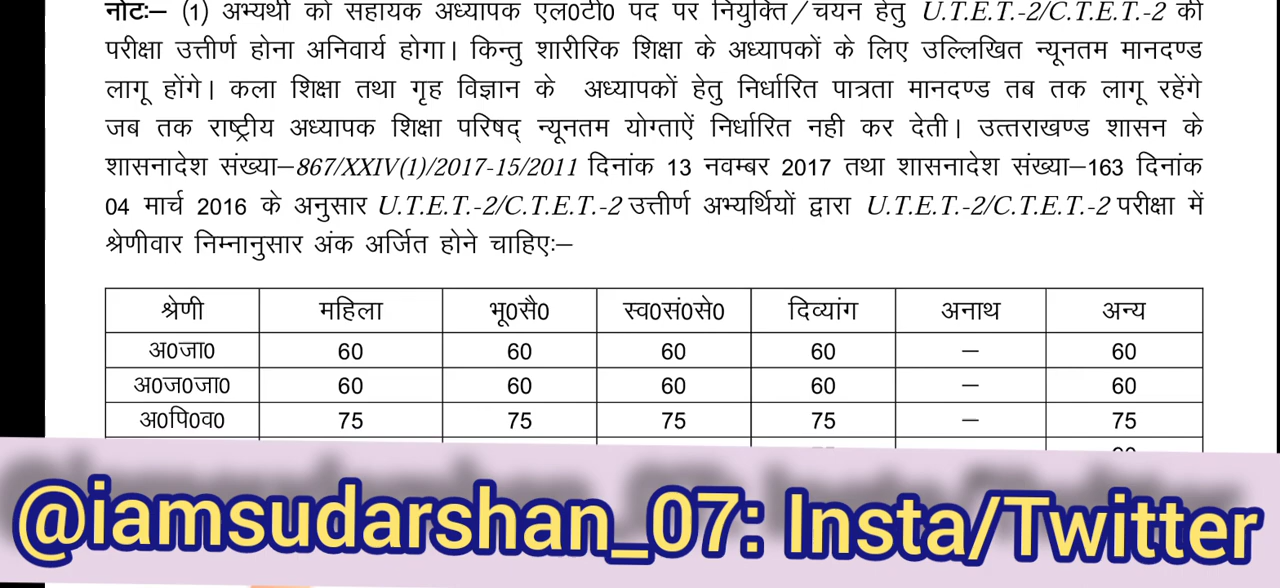 नोटः– (1) अभ्यर्थी को सहायक अध्यापक एल0टी0 पद पर नियुक्ति/चयन हेतु U.T.E.T.-2/C.T.E.T.-2 की
परीक्षा उत्तीर्ण होना अनिवार्य होगा। किन्तु शारीरिक शिक्षा के अध्यापकों के लिए उल्लिखित न्यूनतम मानदण्ड
लागू होंगे। कला शिक्षा तथा गृह विज्ञान के अध्यापकों हेतु निर्धारित पात्रता मानदण्ड तब तक लागू रहेंगे
जब तक राष्ट्रीय अध्यापक शिक्षा परिषद् न्यूनतम योग्ताऐं निर्धारित नही कर देती। उत्तराखण्ड शासन के
शासनादेश संख्या–867/XXIV(1)/2017-15/2011 दिनांक 13 नवम्बर 2017 तथा शासनादेश संख्या–163 दिनांक
04 मार्च 2016 के अनुसार U.T.E.T.-2/C.T.E.T.-2 उत्तीर्ण अभ्यर्थियों द्वारा U.T.E.T.-2/C.T.E.T.-2 परीक्षा में
श्रेणीवार निम्नानुसार अंक अर्जित होने चाहिएः–
श्रेणी महिला भू0सै0 स्व0सं0से0 दिव्यांग अनाथ अन्य
अ0जा0 60 60 60 60 – 60
अ0ज0जा0 60 60 60 60 – 60
अ0पि0व0 75 75 75 75 – 75
@iamsudarshan_07: Insta/Twitter